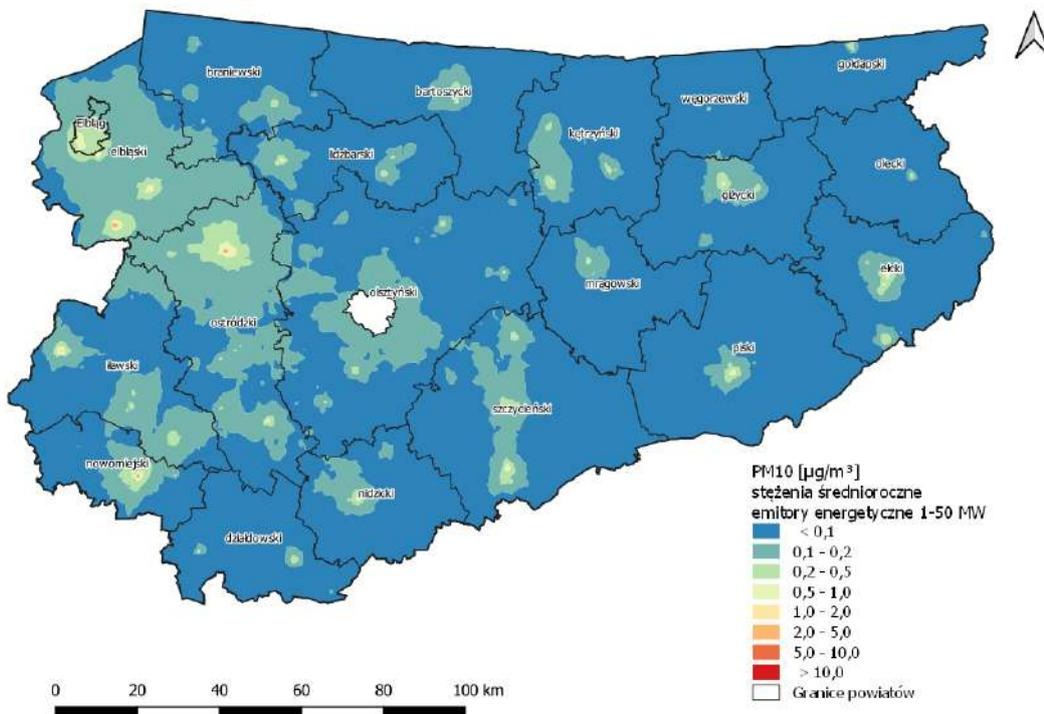 gołdapski
braniewski
bartoszycki
węgorzewski
Elbląg
kętrzyński
elbląski
lidzbarski
olecki
giżycki
ełcki
olsztyński
mrągowski
ostródzki
piski
iławski
szczycieński
nowomiejski
nidzicki
działdowski
PM10 [µg/m³]
stężenia średnioroczne
emitory energetyczne 1-50 MW
< 0,1
0,1 - 0,2
0,2 - 0,5
0,5 - 1,0
1,0 - 2,0
2,0 - 5,0
5,0 - 10,0
> 10,0
Granice powiatów
0 20 40 60 80 100 km